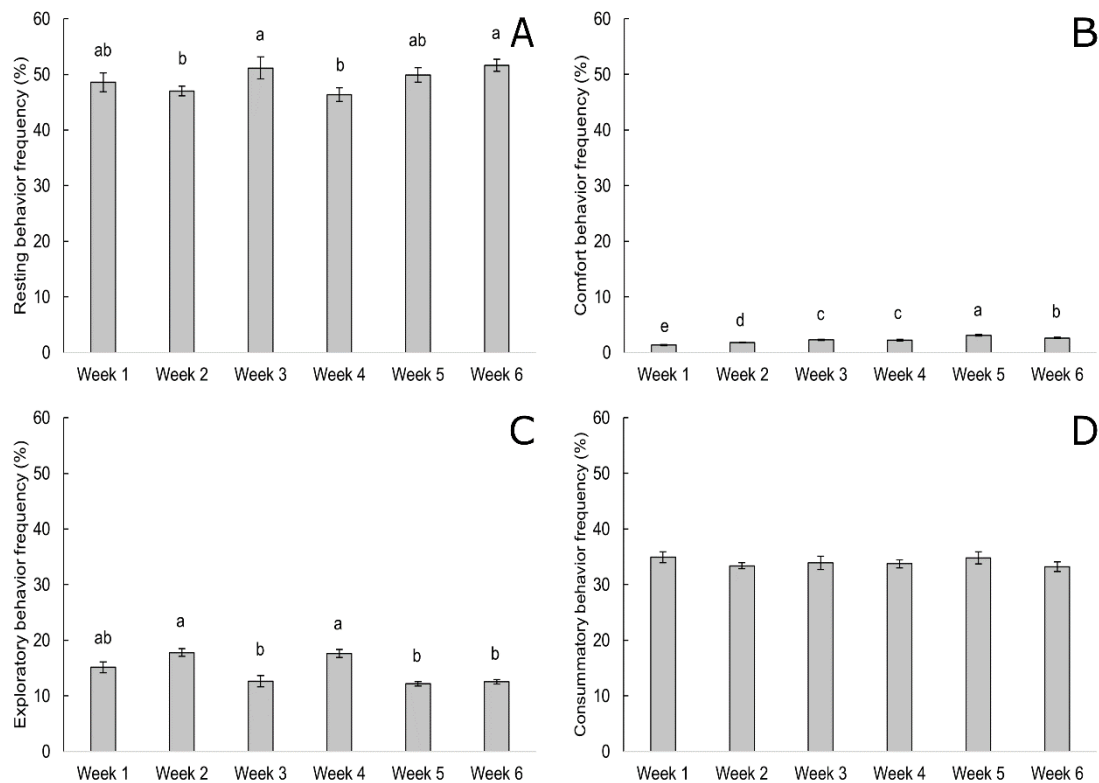 A
Resting behavior frequency (%)
60
50
40
30
20
10
0
ab b a b ab a
Week 1 Week 2 Week 3 Week 4 Week 5 Week 6
B
Comfort behavior frequency (%)
60
50
40
30
20
10
0
e d c c a b
Week 1 Week 2 Week 3 Week 4 Week 5 Week 6
C
Exploratory behavior frequency (%)
60
50
40
30
20
10
0
ab a b a b b
Week 1 Week 2 Week 3 Week 4 Week 5 Week 6
D
Consummatory behavior frequency (%)
60
50
40
30
20
10
0
Week 1 Week 2 Week 3 Week 4 Week 5 Week 6